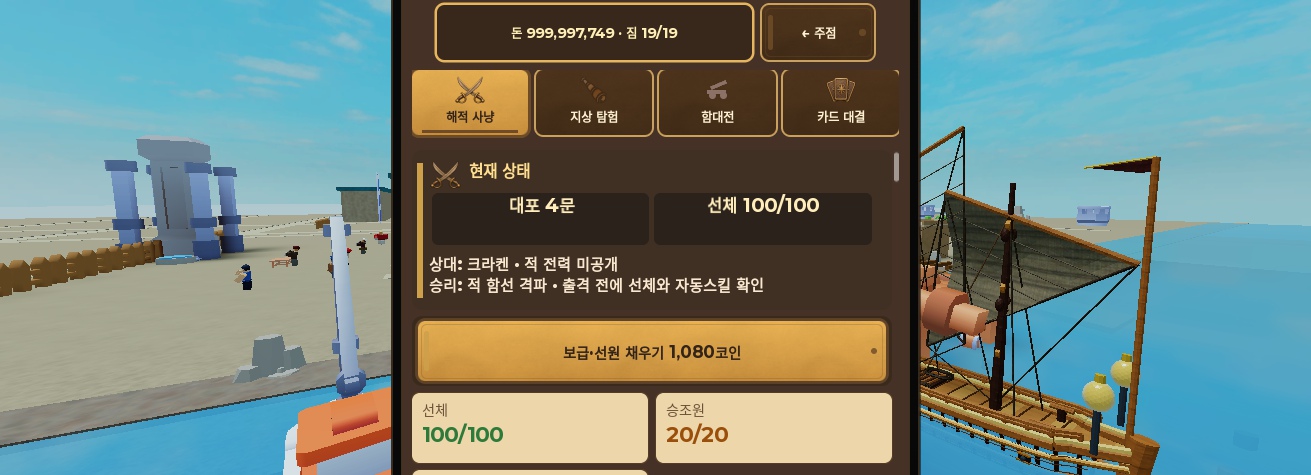 돈 999,997,749 · 짐 19/19
← 주점
해적 사냥
지상 탐험
함대전
카드 대결
현재 상태
대포 4문
선체 100/100
상대: 크라켄 • 적 전력 미공개
승리: 적 함선 격파 • 출격 전에 선체와 자동스킬 확인
보급·선원 채우기 1,080코인
선체
100/100
승조원
20/20